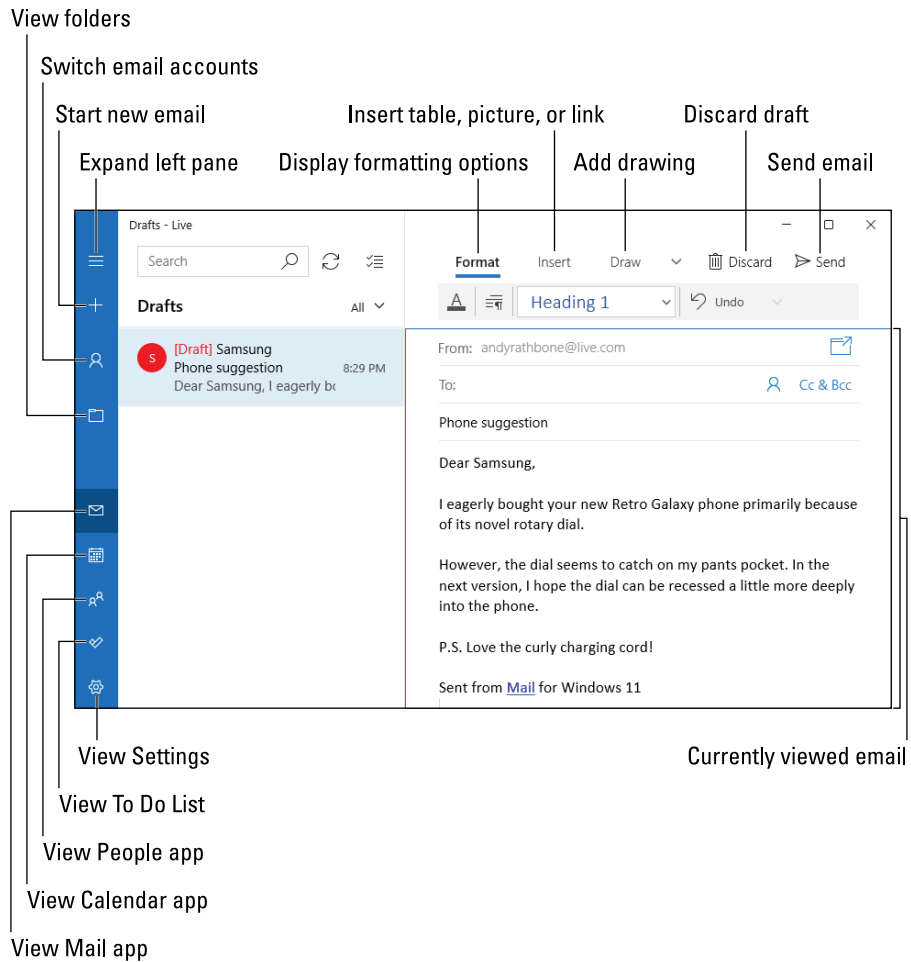 View folders
Switch email accounts
Start new email
Insert table, picture, or link
Discard draft
Expand left pane
Display formatting options
Add drawing
Send email
Drafts - Live
Search
Format
Insert
Draw
Discard
Send
Drafts
All
A
Heading 1
Undo
S
[Draft] Samsung
Phone suggestion
8:29 PM
Dear Samsung, I eagerly bo
From: andyrathbone@live.com
To:
Cc & Bcc
Phone suggestion
Dear Samsung,
I eagerly bought your new Retro Galaxy phone primarily because
of its novel rotary dial.
However, the dial seems to catch on my pants pocket. In the
next version, I hope the dial can be recessed a little more deeply
into the phone.
P.S. Love the curly charging cord!
Sent from Mail for Windows 11
View Settings
Currently viewed email
View To Do List
View People app
View Calendar app
View Mail app